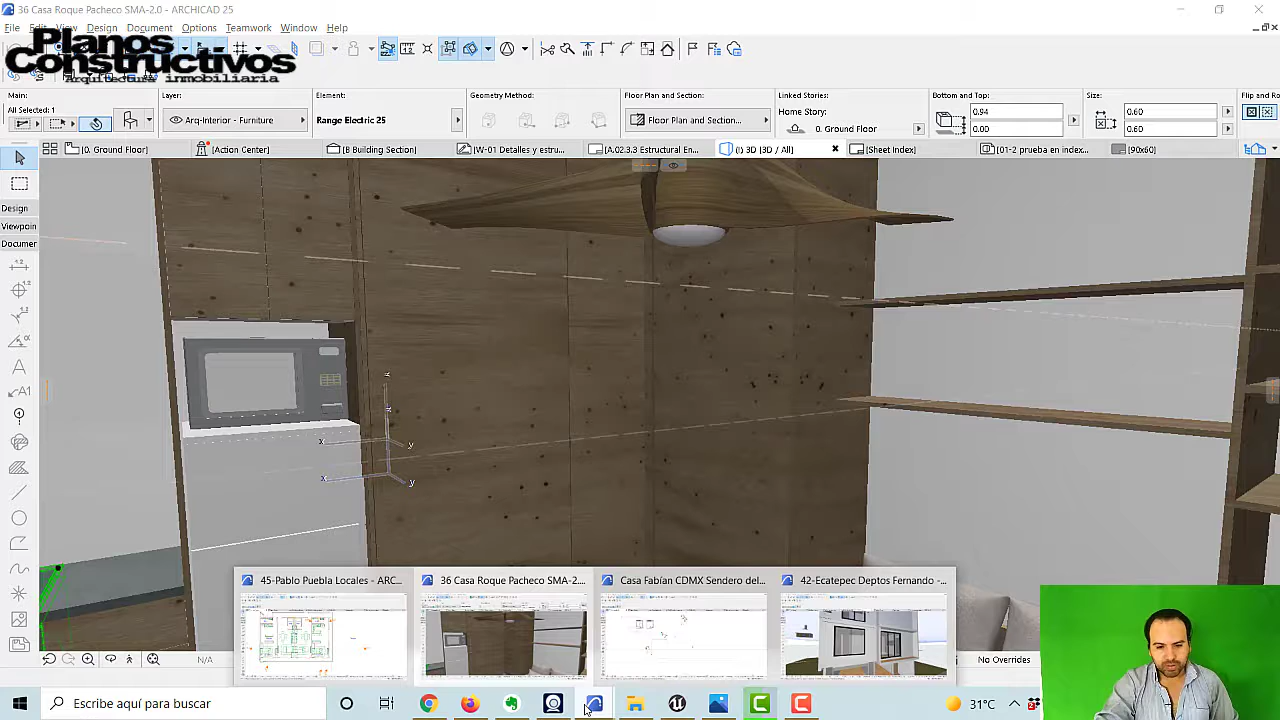 36 Casa Roque Pacheco SMA-2.0 - ARCHICAD 25
File Edit View Design Document Options Teamwork Window Help
Planos
Constructivos
Arquitectura inmobiliaria
Main:
All Selected: 1
Layer:
Arq-Interior - Furniture
Element:
Range Electric 25
Geometry Method:
Floor Plan and Section:
Floor Plan and Section...
Linked Stories:
Home Story:
0. Ground Floor
Bottom and Top:
0.94
0.00
Size:
0.60
0.60
Flip and Ro
[0. Ground Floor]
[Action Center]
[B Building Section]
[W-01 Detalles y estru...
[A.02.3.3 Estructural En...
(!) 3D [3D / All]
[Sheet Index]
[01-2 prueba en index...
[90x60]
Design
Viewpoin
Documer
A
A1
x
y
x
y
45-Pablo Puebla Locales - ARC...
36 Casa Roque Pacheco SMA-2....
Casa Fabián CDMX Sendero del...
42-Ecatepec Deptos Fernando -...
N/A
No Overrides
Escribe aquí para buscar
31°C